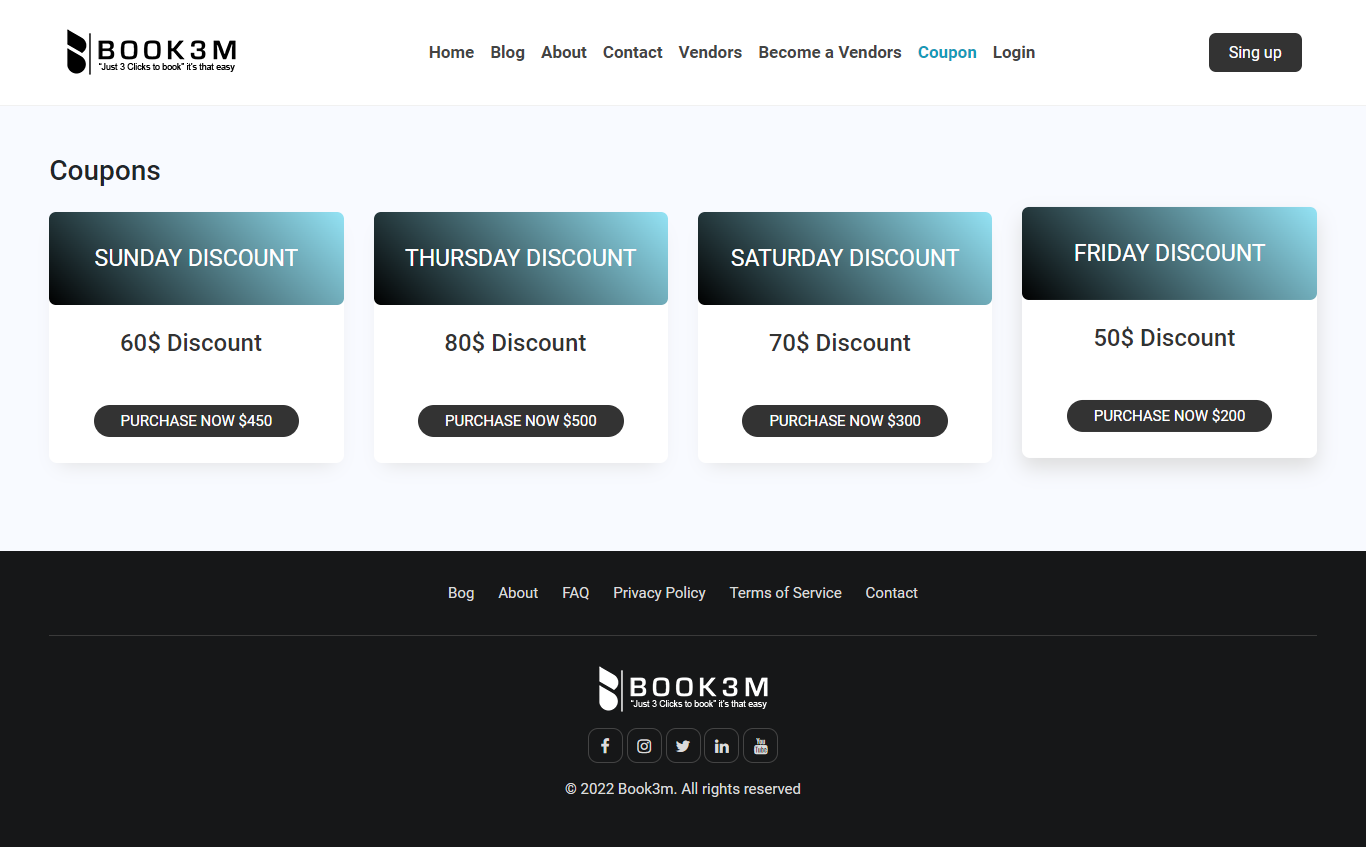 BOOK3M
"Just 3 Clicks to book" it's that easy
Home Blog About Contact Vendors Become a Vendors Coupon Login
Sing up
Coupons
SUNDAY DISCOUNT
60$ Discount
PURCHASE NOW $450
THURSDAY DISCOUNT
80$ Discount
PURCHASE NOW $500
SATURDAY DISCOUNT
70$ Discount
PURCHASE NOW $300
FRIDAY DISCOUNT
50$ Discount
PURCHASE NOW $200
Bog About FAQ Privacy Policy Terms of Service Contact
BOOK3M
"Just 3 Clicks to book" it's that easy
You
Tube
© 2022 Book3m. All rights reserved